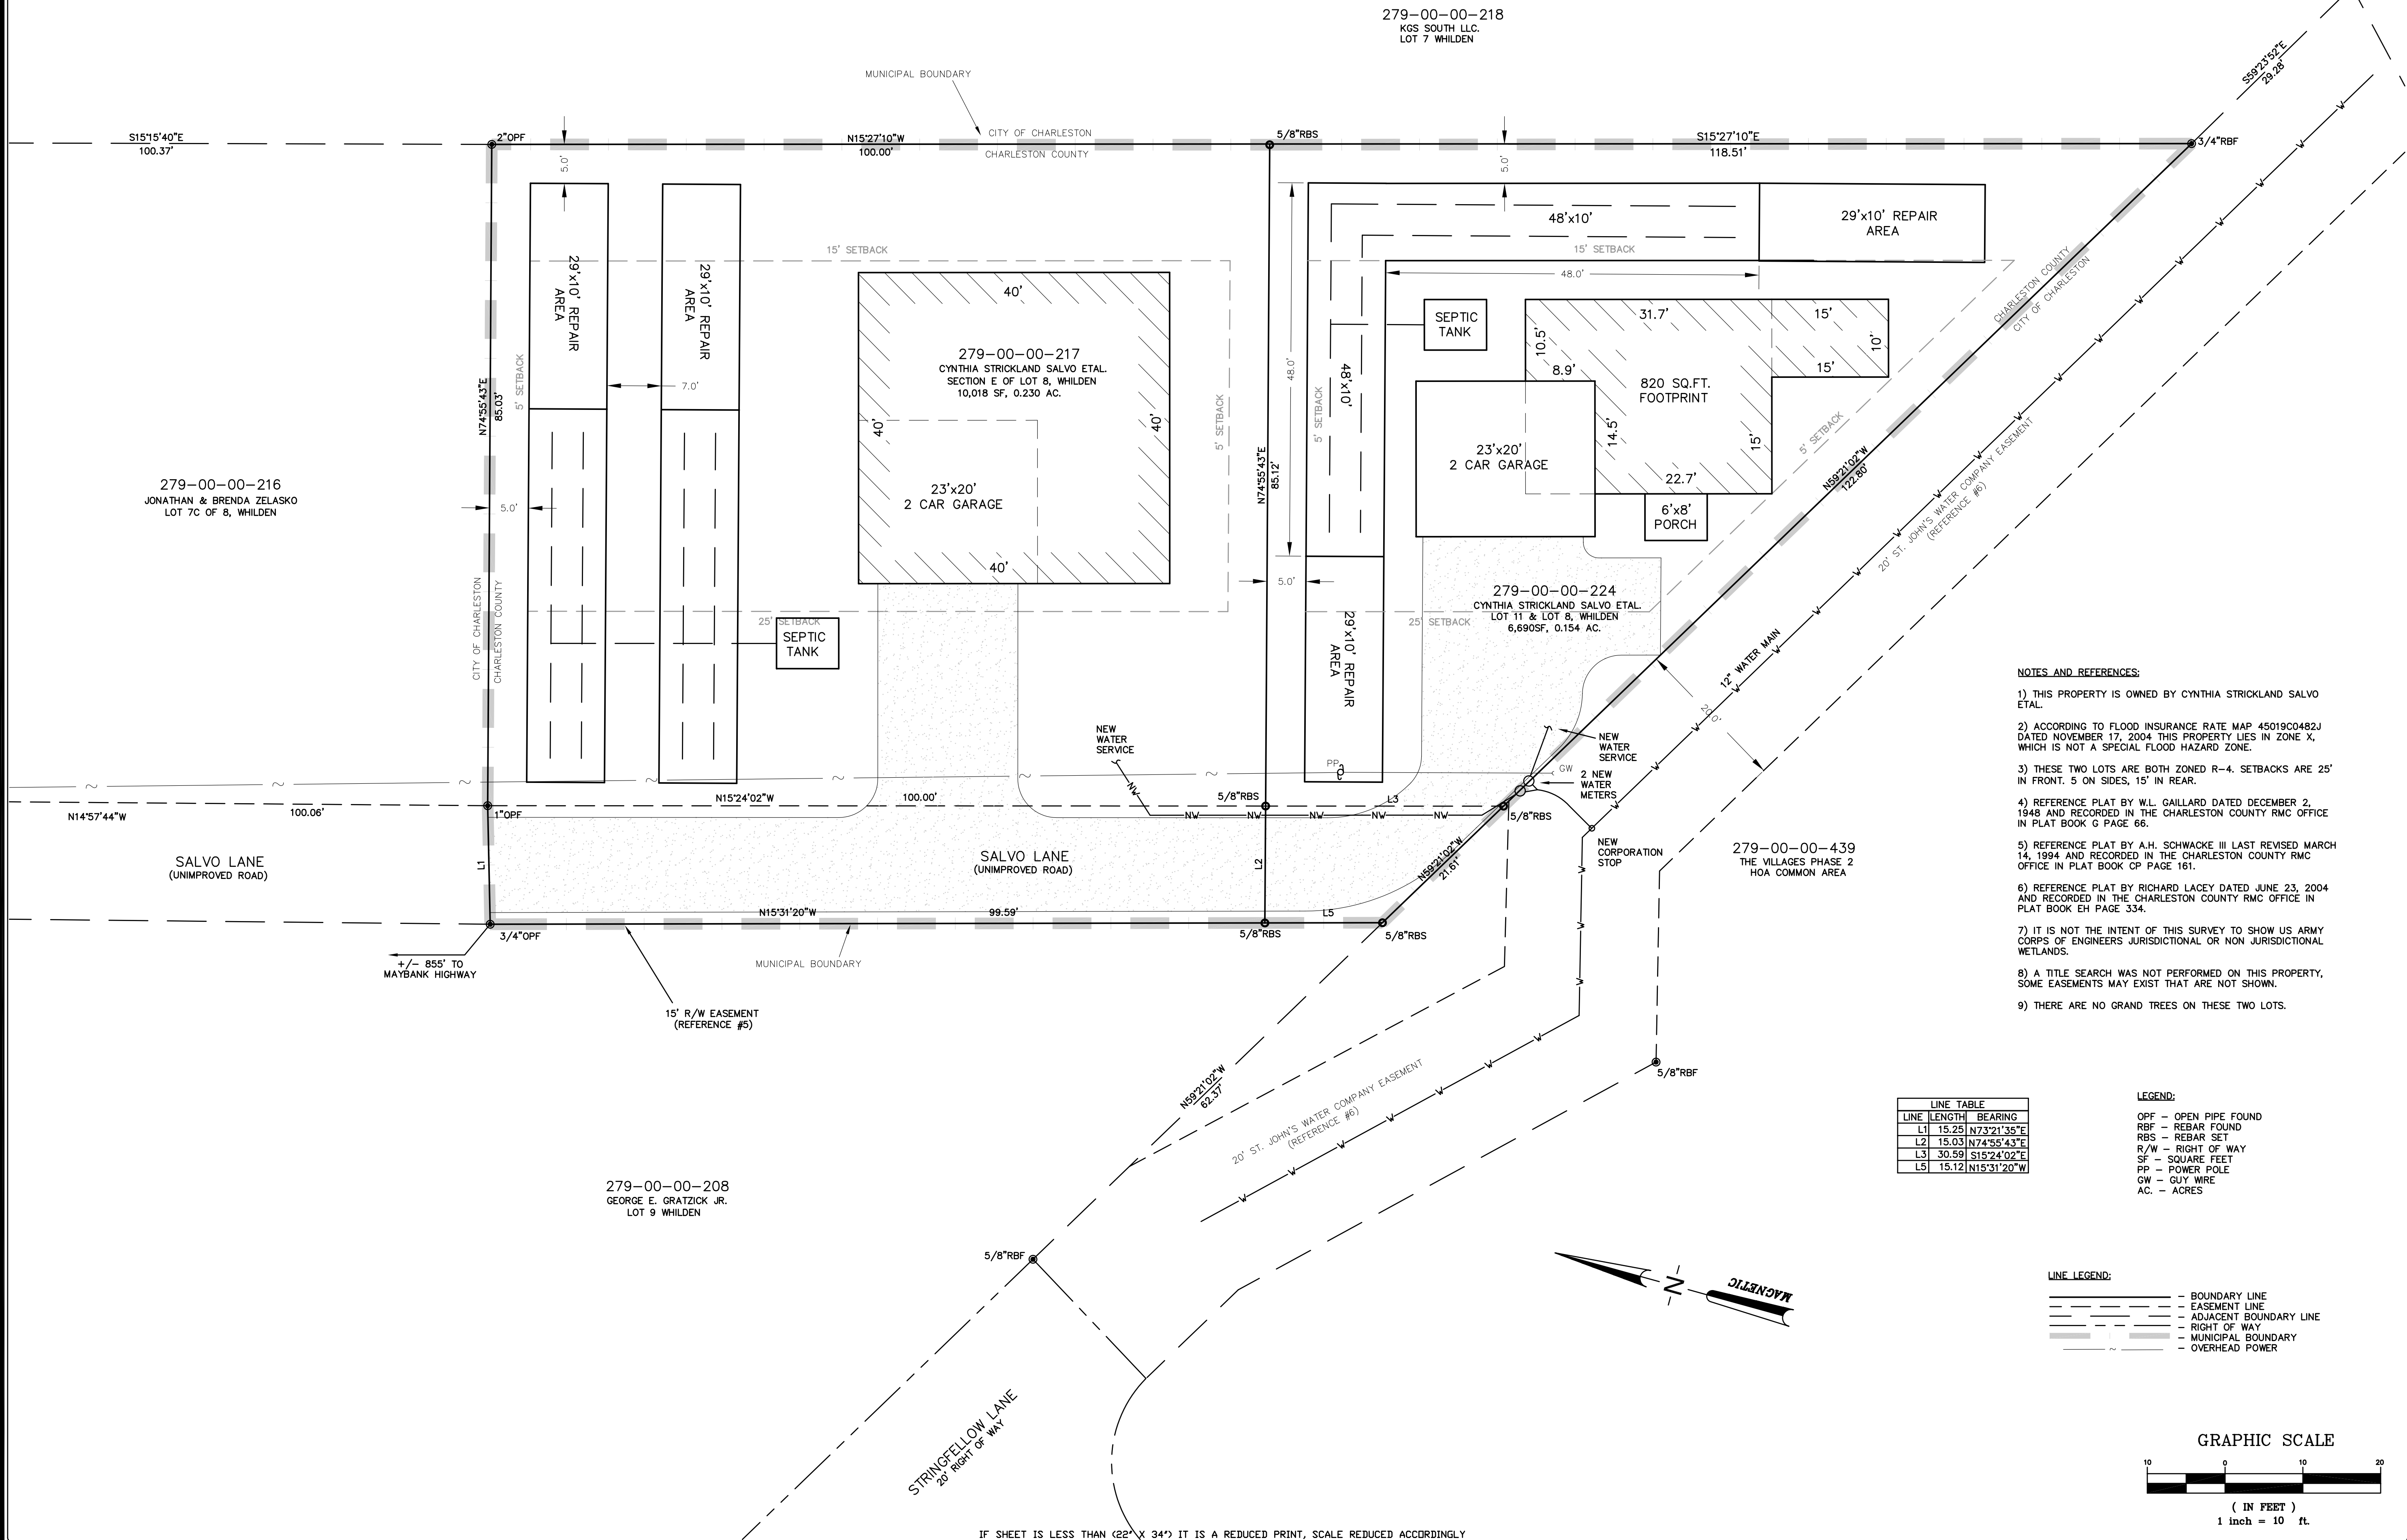 279-00-00-218
KGS SOUTH LLC.
LOT 7 WHILDEN
MUNICIPAL BOUNDARY
S59°23'52"E
29.28'
S15°15'40"E
100.37'
2"OPF
N15°27'10"W
100.00'
CITY OF CHARLESTON
CHARLESTON COUNTY
5/8"RBS
S15°27'10"E
118.51'
3/4"RBF
5.0'
5.0'
29'x10' REPAIR
AREA
29'x10' REPAIR
AREA
15' SETBACK
48'x10'
15' SETBACK
29'x10' REPAIR
AREA
48.0'
40'
279-00-00-217
CYNTHIA STRICKLAND SALVO ETAL.
SECTION E OF LOT 8, WHILDEN
10,018 SF, 0.230 AC.
40'
40'
23'x20'
2 CAR GARAGE
40'
5' SETBACK
7.0'
N74°55'43"E
85.03'
5' SETBACK
N74°55'43"E
85.12'
48.0'
5' SETBACK
48'x10'
SEPTIC
TANK
31.7'
15'
10.5'
10'
8.9'
15'
820 SQ.FT.
FOOTPRINT
14.5'
15'
22.7'
23'x20'
2 CAR GARAGE
6'x8'
PORCH
5' SETBACK
CHARLESTON COUNTY
CITY OF CHARLESTON
N59°21'02"W
122.80'
20' ST. JOHN'S WATER COMPANY EASEMENT
(REFERENCE #6)
279-00-00-216
JONATHAN & BRENDA ZELASKO
LOT 7C OF 8, WHILDEN
5.0'
CITY OF CHARLESTON
CHARLESTON COUNTY
25' SETBACK
SEPTIC
TANK
5.0'
279-00-00-224
CYNTHIA STRICKLAND SALVO ETAL.
LOT 11 & LOT 8, WHILDEN
6,690SF, 0.154 AC.
25' SETBACK
29'x10' REPAIR
AREA
12" WATER MAIN
20.0'
NEW
WATER
SERVICE
PP
GW
NEW
WATER
SERVICE
2 NEW
WATER
METERS
N14°57'44"W
100.06'
1"OPF
N15°24'02"W
100.00'
5/8"RBS
L3
5/8"RBS
NW
NW
NW
NW
NW
NW
SALVO LANE
(UNIMPROVED ROAD)
L1
SALVO LANE
(UNIMPROVED ROAD)
L2
N59°21'02"W
21.61'
NEW
CORPORATION
STOP
279-00-00-439
THE VILLAGES PHASE 2
HOA COMMON AREA
3/4"OPF
N15°31'20"W
99.59'
L5
5/8"RBS
5/8"RBS
+/- 855' TO
MAYBANK HIGHWAY
MUNICIPAL BOUNDARY
15' R/W EASEMENT
(REFERENCE #5)
N59°21'02"W
62.37'
20' ST. JOHN'S WATER COMPANY EASEMENT
(REFERENCE #6)
5/8"RBF
279-00-00-208
GEORGE E. GRATZICK JR.
LOT 9 WHILDEN
5/8"RBF
STRINGFELLOW LANE
20' RIGHT OF WAY
NOTES AND REFERENCES:
1) THIS PROPERTY IS OWNED BY CYNTHIA STRICKLAND SALVO
ETAL.
2) ACCORDING TO FLOOD INSURANCE RATE MAP 45019C0482J
DATED NOVEMBER 17, 2004 THIS PROPERTY LIES IN ZONE X,
WHICH IS NOT A SPECIAL FLOOD HAZARD ZONE.
3) THESE TWO LOTS ARE BOTH ZONED R-4. SETBACKS ARE 25'
IN FRONT. 5 ON SIDES, 15' IN REAR.
4) REFERENCE PLAT BY W.L. GAILLARD DATED DECEMBER 2,
1948 AND RECORDED IN THE CHARLESTON COUNTY RMC OFFICE
IN PLAT BOOK G PAGE 66.
5) REFERENCE PLAT BY A.H. SCHWACKE III LAST REVISED MARCH
14, 1994 AND RECORDED IN THE CHARLESTON COUNTY RMC
OFFICE IN PLAT BOOK CP PAGE 161.
6) REFERENCE PLAT BY RICHARD LACEY DATED JUNE 23, 2004
AND RECORDED IN THE CHARLESTON COUNTY RMC OFFICE IN
PLAT BOOK EH PAGE 334.
7) IT IS NOT THE INTENT OF THIS SURVEY TO SHOW US ARMY
CORPS OF ENGINEERS JURISDICTIONAL OR NON JURISDICTIONAL
WETLANDS.
8) A TITLE SEARCH WAS NOT PERFORMED ON THIS PROPERTY,
SOME EASEMENTS MAY EXIST THAT ARE NOT SHOWN.
9) THERE ARE NO GRAND TREES ON THESE TWO LOTS.
LINE TABLE
LINE LENGTH BEARING
L1 15.25 N73°21'35"E
L2 15.03 N74°55'43"E
L3 30.59 S15°24'02"E
L5 15.12 N15°31'20"W
LEGEND:
OPF - OPEN PIPE FOUND
RBF - REBAR FOUND
RBS - REBAR SET
R/W - RIGHT OF WAY
SF - SQUARE FEET
PP - POWER POLE
GW - GUY WIRE
AC. - ACRES
N
MAGNETIC
LINE LEGEND:
- BOUNDARY LINE
- EASEMENT LINE
- ADJACENT BOUNDARY LINE
- RIGHT OF WAY
- MUNICIPAL BOUNDARY
- OVERHEAD POWER
GRAPHIC SCALE
10 0 10 20
( IN FEET )
1 inch = 10 ft.
IF SHEET IS LESS THAN (22" X 34") IT IS A REDUCED PRINT, SCALE REDUCED ACCORDINGLY